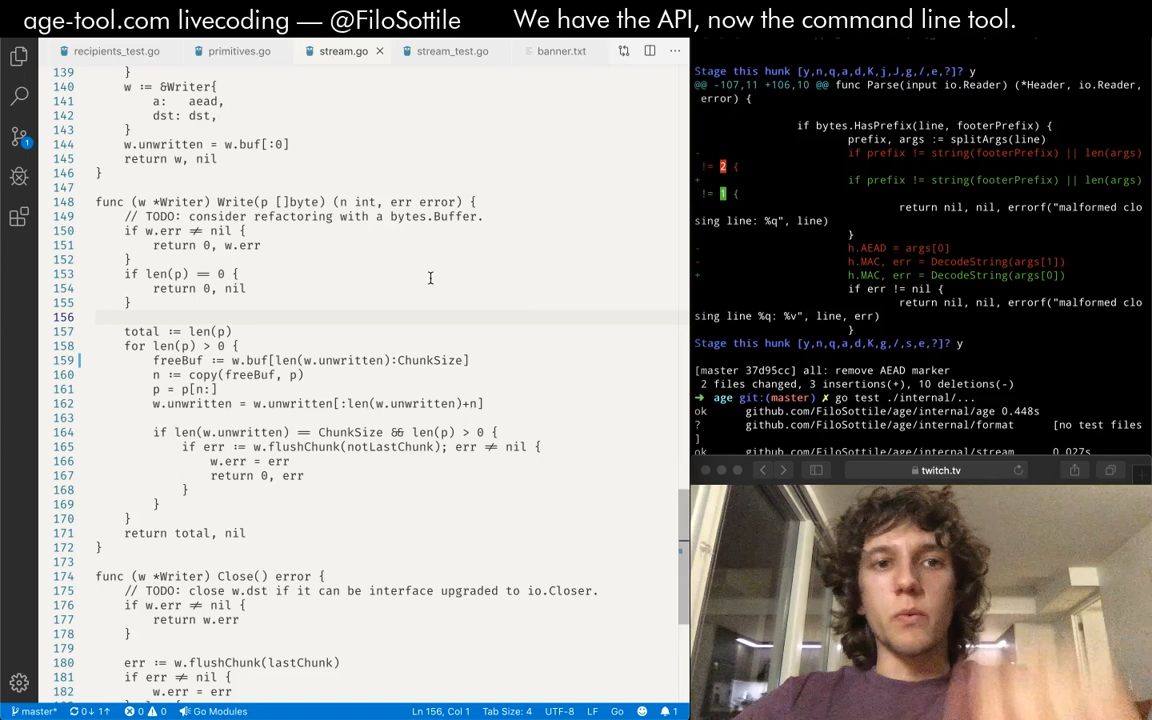 age-tool.com livecoding — @FiloSottile
We have the API, now the command line tool.
recipients_test.go primitives.go stream.go stream_test.go banner.txt
139 }
140 w := &Writer{
141 a: aead,
142 dst: dst,
143 }
144 w.unwritten = w.buf[:0]
145 return w, nil
146 }
147
148 func (w *Writer) Write(p []byte) (n int, err error) {
149 // TODO: consider refactoring with a bytes.Buffer.
150 if w.err ≠ nil {
151 return 0, w.err
152 }
153 if len(p) == 0 {
154 return 0, nil
155 }
156
157 total := len(p)
158 for len(p) > 0 {
159 freeBuf := w.buf[len(w.unwritten):ChunkSize]
160 n := copy(freeBuf, p)
161 p = p[n:]
162 w.unwritten = w.unwritten[:len(w.unwritten)+n]
163
164 if len(w.unwritten) == ChunkSize && len(p) > 0 {
165 if err := w.flushChunk(notLastChunk); err ≠ nil {
166 w.err = err
167 return 0, err
168 }
169 }
170 }
171 return total, nil
172 }
173
174 func (w *Writer) Close() error {
175 // TODO: close w.dst if it can be interface upgraded to io.Closer.
176 if w.err ≠ nil {
177 return w.err
178 }
179
180 err := w.flushChunk(lastChunk)
181 if err ≠ nil {
182 w.err = err
master* 0↓ 1↑ 0 0 Go Modules Ln 156, Col 1 Tab Size: 4 UTF-8 LF Go 1
Stage this hunk [y,n,q,a,d,K,j,J,g,/,e,?]? y
@@ -107,11 +106,10 @@ func Parse(input io.Reader) (*Header, io.Reader,
error) {
if bytes.HasPrefix(line, footerPrefix) {
prefix, args := splitArgs(line)
- if prefix != string(footerPrefix) || len(args)
!= 2 {
+ if prefix != string(footerPrefix) || len(args)
!= 1 {
return nil, nil, errorf("malformed clo
sing line: %q", line)
}
- h.AEAD = args[0]
- h.MAC, err = DecodeString(args[1])
+ h.MAC, err = DecodeString(args[0])
if err != nil {
return nil, nil, errorf("malformed clo
sing line %q: %v", line, err)
}
Stage this hunk [y,n,q,a,d,K,g,/,s,e,?]? y
[master 37d95cc] all: remove AEAD marker
2 files changed, 3 insertions(+), 10 deletions(-)
➜ age git:(master) ✗ go test ./internal/...
ok github.com/FiloSottile/age/internal/age 0.448s
? github.com/FiloSottile/age/internal/format [no test files
]
ok github.com/FiloSottile/age/internal/stream 0.027s
twitch.tv